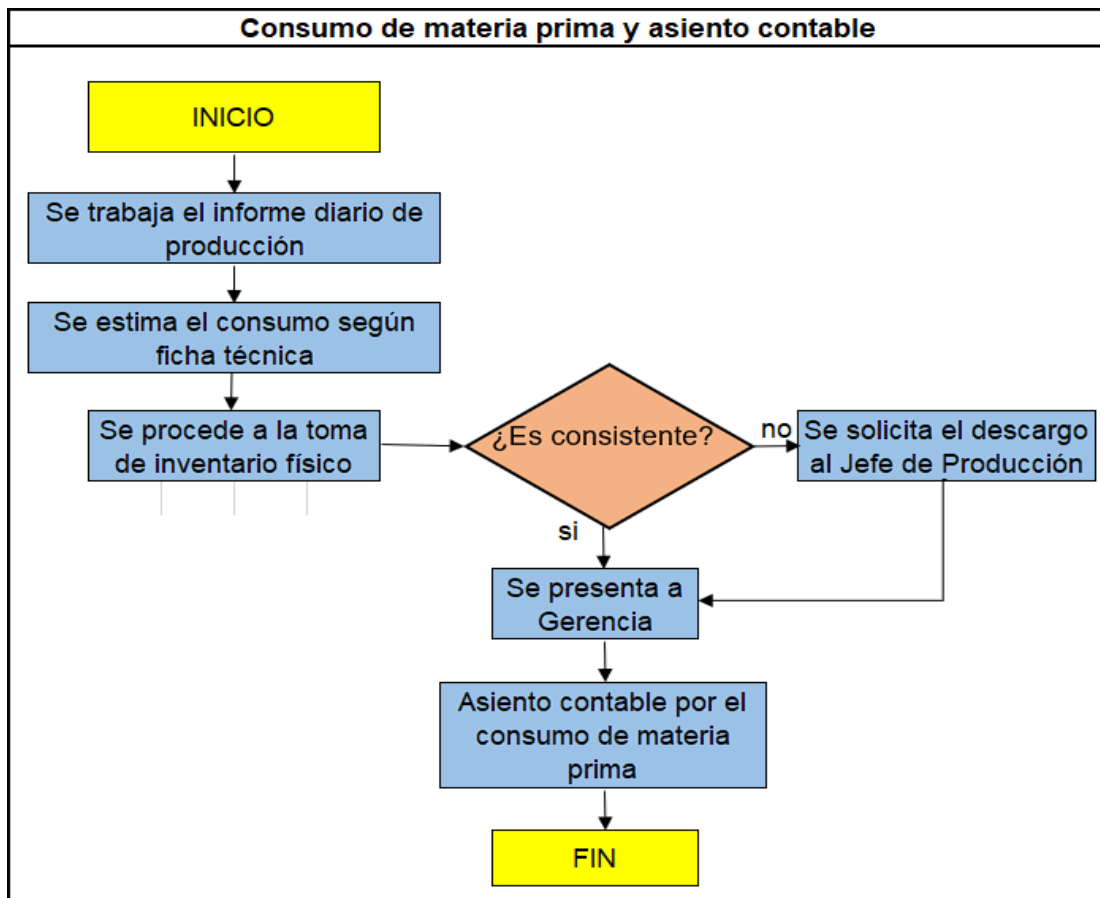 Consumo de materia prima y asiento contable
INICIO
Se trabaja el informe diario de
producción
Se estima el consumo según
ficha técnica
Se procede a la toma
de inventario físico
¿Es consistente?
no
Se solicita el descargo
al Jefe de Producción
si
Se presenta a
Gerencia
Asiento contable por el
consumo de materia
prima
FIN